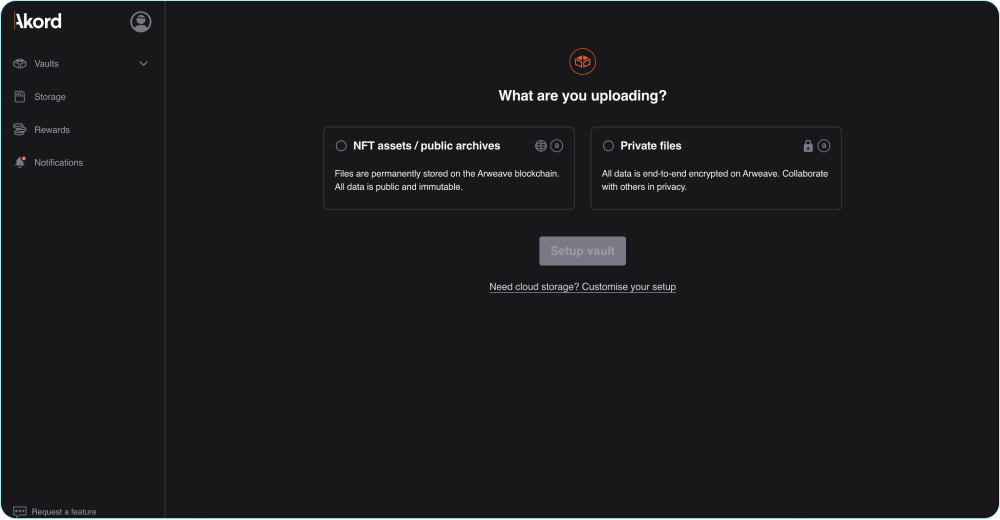 Akord
Vaults
Storage
Rewards
Notifications
Request a feature
What are you uploading?
NFT assets / public archives
a
Files are permanently stored on the Arweave blockchain.
All data is public and immutable.
Private files
a
All data is end-to-end encrypted on Arweave. Collaborate
with others in privacy.
Setup vault
Need cloud storage? Customise your setup